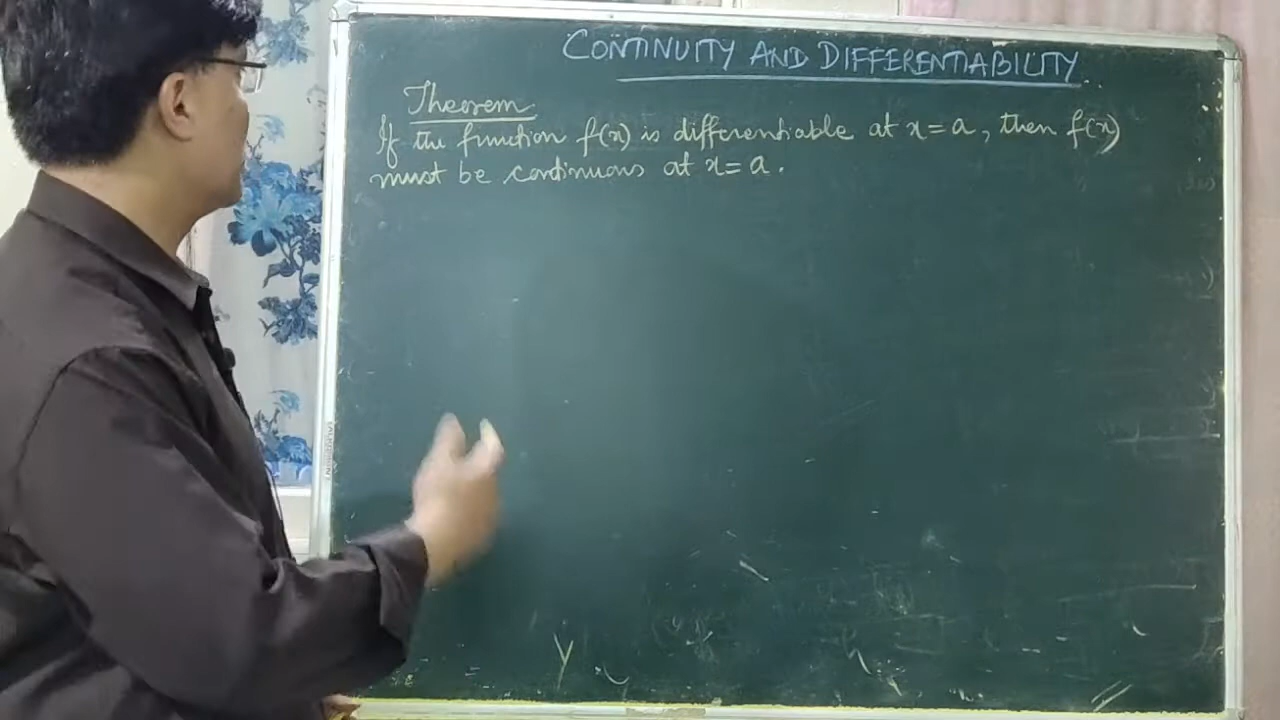 CONTINUITY AND DIFFERENTIABILITY
Theorem
If the function f(x) is differentiable at x = a, then f(x)
must be continuous at x = a.
Y